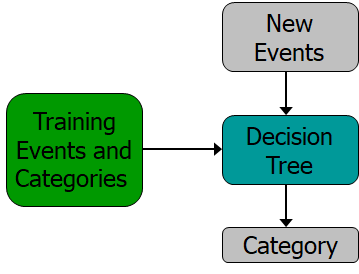 New
Events
Training
Events and
Categories
Decision
Tree
Category